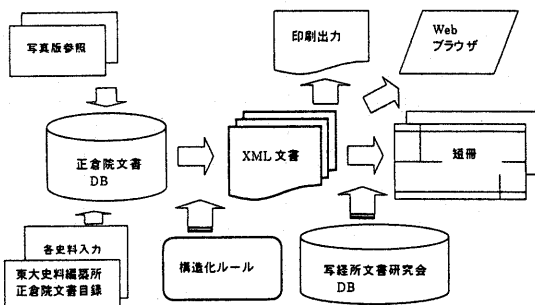 写真版参照
印刷出力
Web
ブラウザ
正倉院文書
DB
XML 文書
短冊
各史料入力
東大史料編纂所
正倉院文書目録
構造化ルール
写経所文書研究会
DB